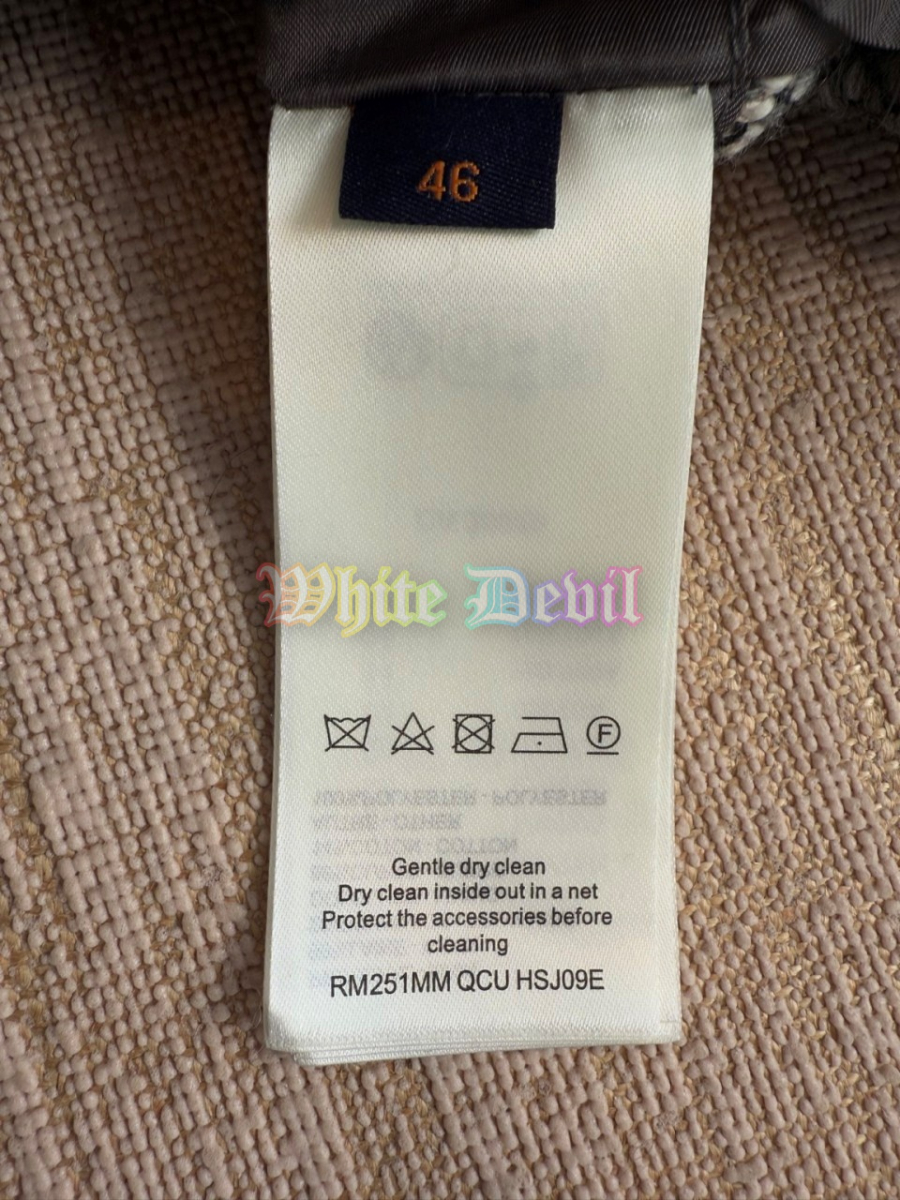 46
White Devil
F
Gentle dry clean
Dry clean inside out in a net
Protect the accessories before
cleaning
RM251MM QCU HSJ09E